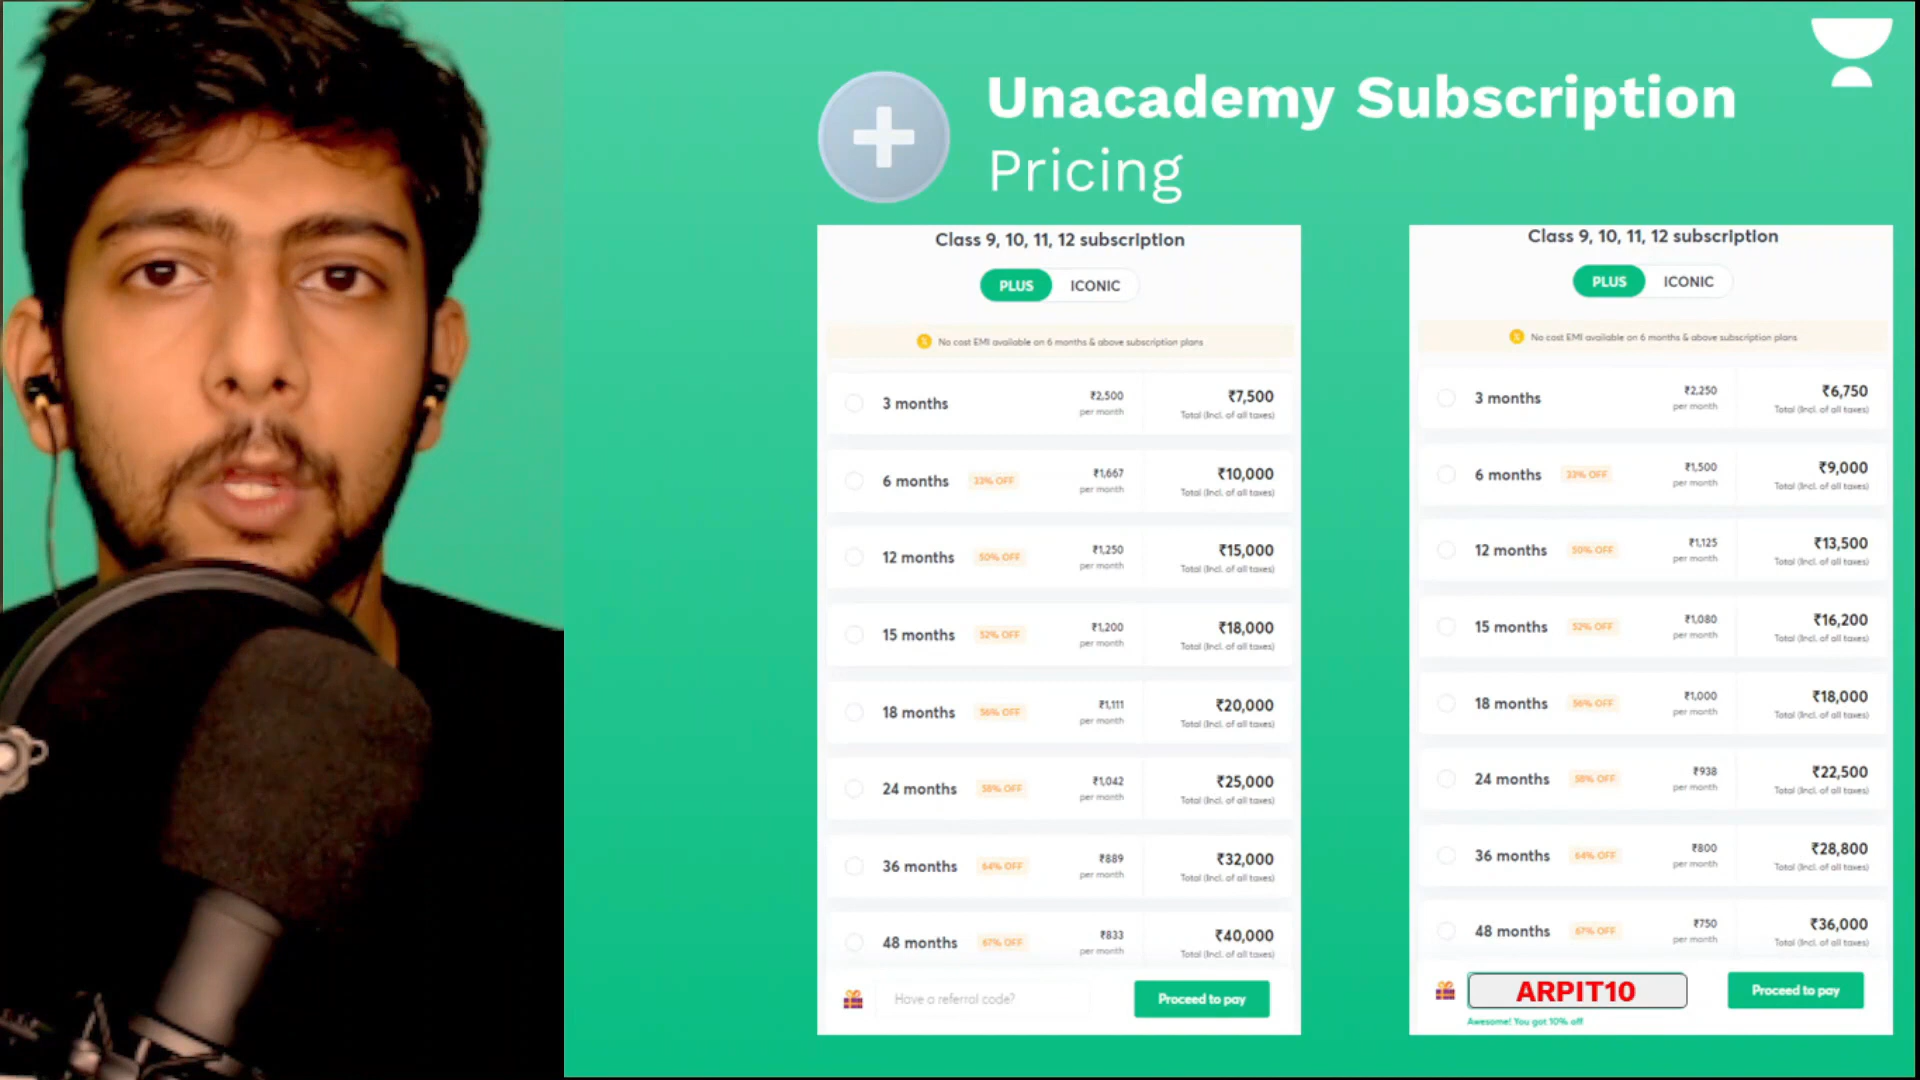 Unacademy Subscription
Pricing
Class 9, 10, 11, 12 subscription
PLUS ICONIC
No cost EMI available on 6 months & above subscription plans
3 months ₹2,500 per month ₹7,500 Total (Incl. of all taxes)
6 months 33% OFF ₹1,667 per month ₹10,000 Total (Incl. of all taxes)
12 months 50% OFF ₹1,250 per month ₹15,000 Total (Incl. of all taxes)
15 months 52% OFF ₹1,200 per month ₹18,000 Total (Incl. of all taxes)
18 months 56% OFF ₹1,111 per month ₹20,000 Total (Incl. of all taxes)
24 months 58% OFF ₹1,042 per month ₹25,000 Total (Incl. of all taxes)
36 months 64% OFF ₹889 per month ₹32,000 Total (Incl. of all taxes)
48 months 67% OFF ₹833 per month ₹40,000 Total (Incl. of all taxes)
Have a referral code? Proceed to pay
Class 9, 10, 11, 12 subscription
PLUS ICONIC
No cost EMI available on 6 months & above subscription plans
3 months ₹2,250 per month ₹6,750 Total (Incl. of all taxes)
6 months 33% OFF ₹1,500 per month ₹9,000 Total (Incl. of all taxes)
12 months 50% OFF ₹1,125 per month ₹13,500 Total (Incl. of all taxes)
15 months 52% OFF ₹1,080 per month ₹16,200 Total (Incl. of all taxes)
18 months 56% OFF ₹1,000 per month ₹18,000 Total (Incl. of all taxes)
24 months 58% OFF ₹938 per month ₹22,500 Total (Incl. of all taxes)
36 months 64% OFF ₹800 per month ₹28,800 Total (Incl. of all taxes)
48 months 67% OFF ₹750 per month ₹36,000 Total (Incl. of all taxes)
ARPIT10 Proceed to pay
Awesome! You got 10% off